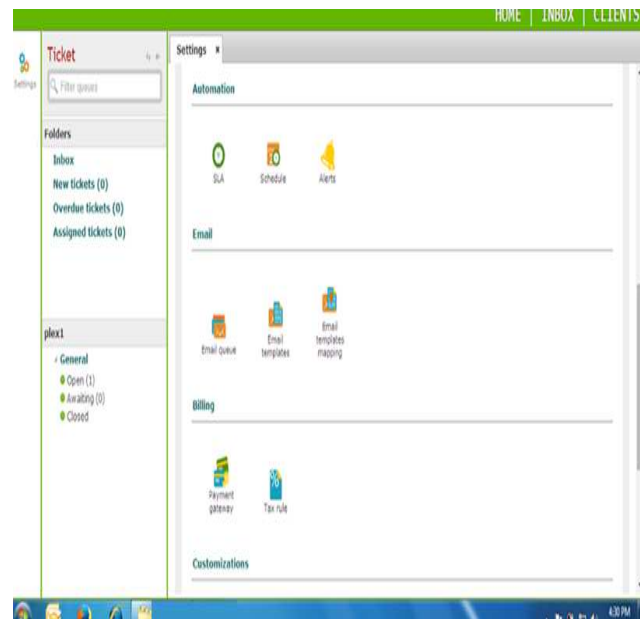 HOME | INBOX | CLIENTS
Settings
Ticket
Filter queues
Folders
Inbox
New tickets (0)
Overdue tickets (0)
Assigned tickets (0)
plex1
General
Open (1)
Awaiting (0)
Closed
Settings
Automation
SLA
Schedule
Alerts
Email
Email queue
Email
templates
Email
templates
mapping
Billing
Payment
gateway
Tax rule
Customizations
4:30 PM